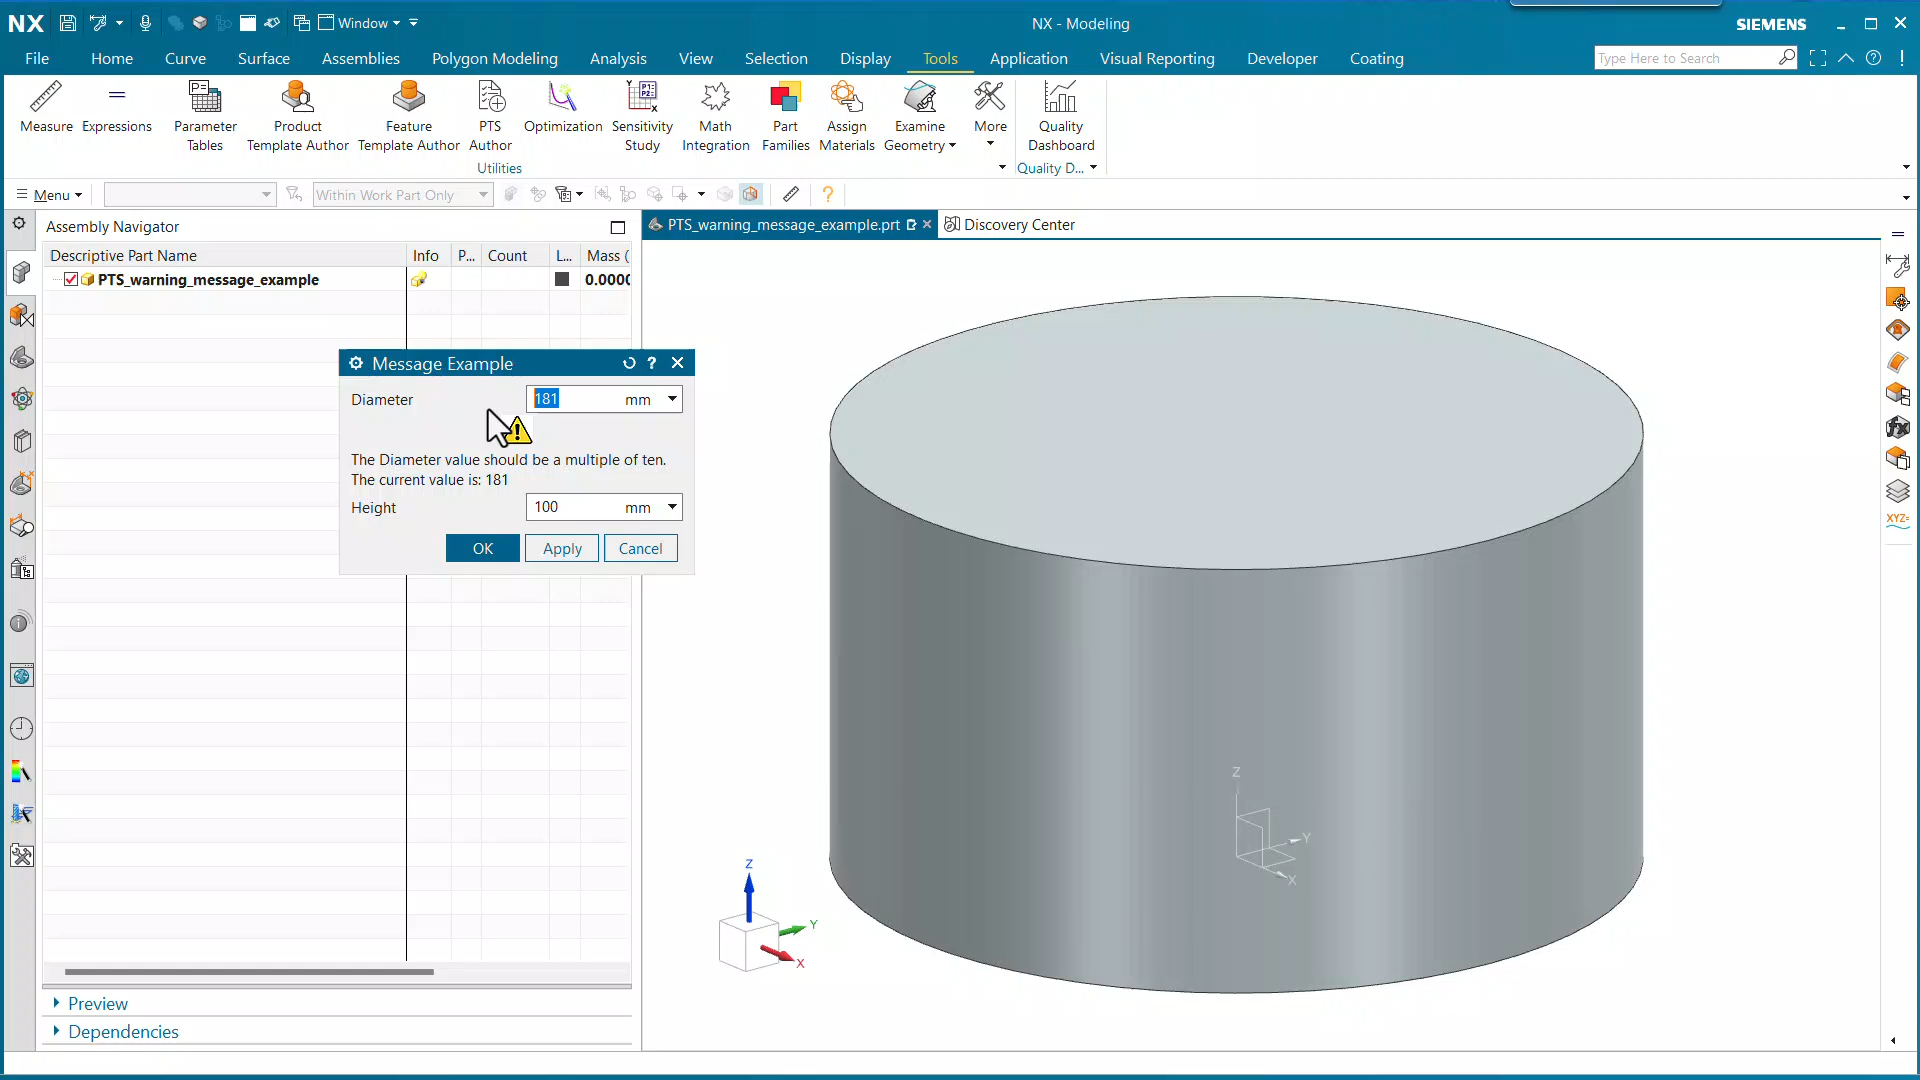 NX
Window
NX - Modeling
SIEMENS
File Home Curve Surface Assemblies Polygon Modeling Analysis View Selection Display Tools Application Visual Reporting Developer Coating
Type Here to Search
Measure
Expressions
Parameter
Tables
Product
Template Author
Feature
Template Author
PTS
Author
Optimization
Sensitivity
Study
Math
Integration
Part
Families
Assign
Materials
Examine
Geometry
More
Quality
Dashboard
Utilities
Quality D...
Menu
Within Work Part Only
Assembly Navigator
PTS_warning_message_example.prt
Discovery Center
Descriptive Part Name Info P... Count L... Mass (
PTS_warning_message_example 0.0000
Message Example
Diameter 181 mm
The Diameter value should be a multiple of ten.
The current value is: 181
Height 100 mm
OK Apply Cancel
Z
Y
X
Z
Y
X
XYZ=
Preview
Dependencies